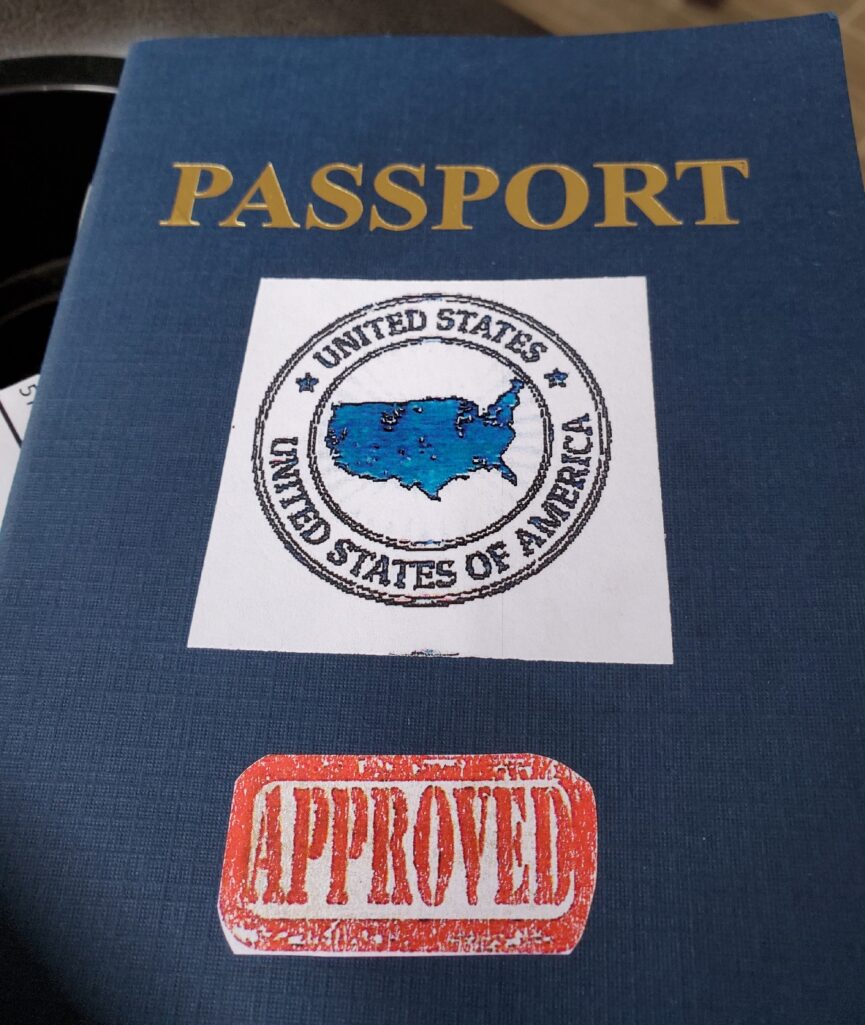 PASSPORT
UNITED STATES
UNITED STATES OF AMERICA
APPROVED